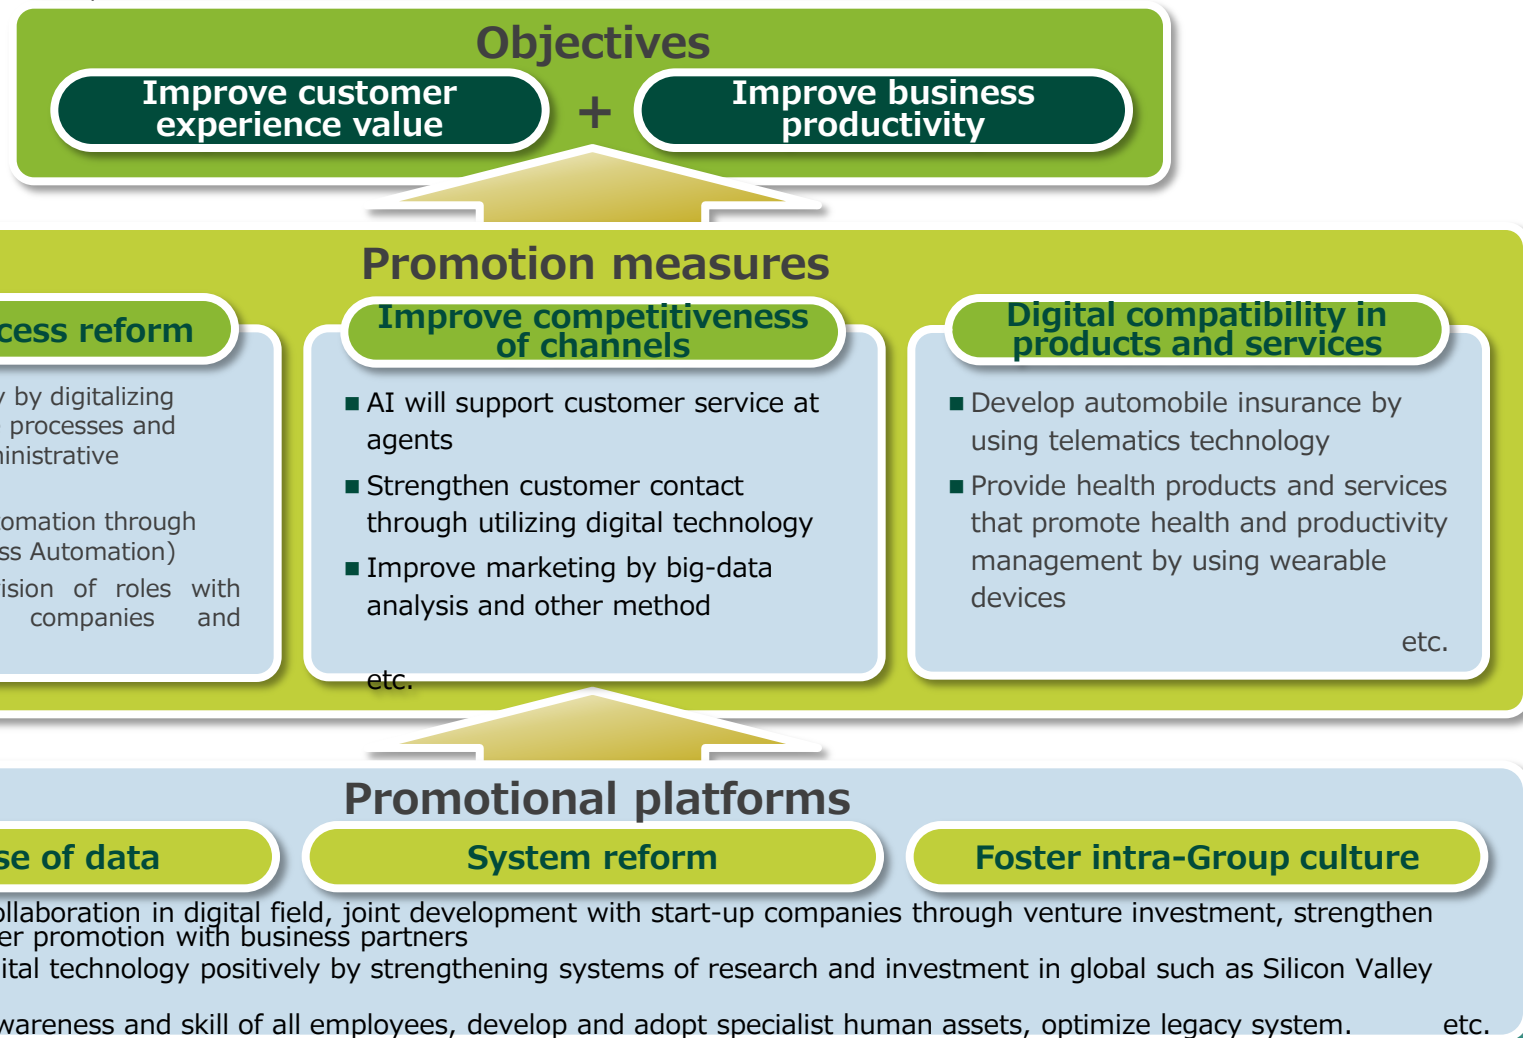 Objectives
Improve customer
experience value
+
Improve business
productivity
Promotion measures
cess reform
y by digitalizing
processes and
ministrative
tomation through
ss Automation)
vision of roles with
companies and
Improve competitiveness
of channels
■ AI will support customer service at
agents
■ Strengthen customer contact
through utilizing digital technology
■ Improve marketing by big-data
analysis and other method
etc.
Digital compatibility in
products and services
■ Develop automobile insurance by
using telematics technology
■ Provide health products and services
that promote health and productivity
management by using wearable
devices
etc.
Promotional platforms
se of data
System reform
Foster intra-Group culture
ollaboration in digital field, joint development with start-up companies through venture investment, strengthen
er promotion with business partners
ital technology positively by strengthening systems of research and investment in global such as Silicon Valley
wareness and skill of all employees, develop and adopt specialist human assets, optimize legacy system. etc.